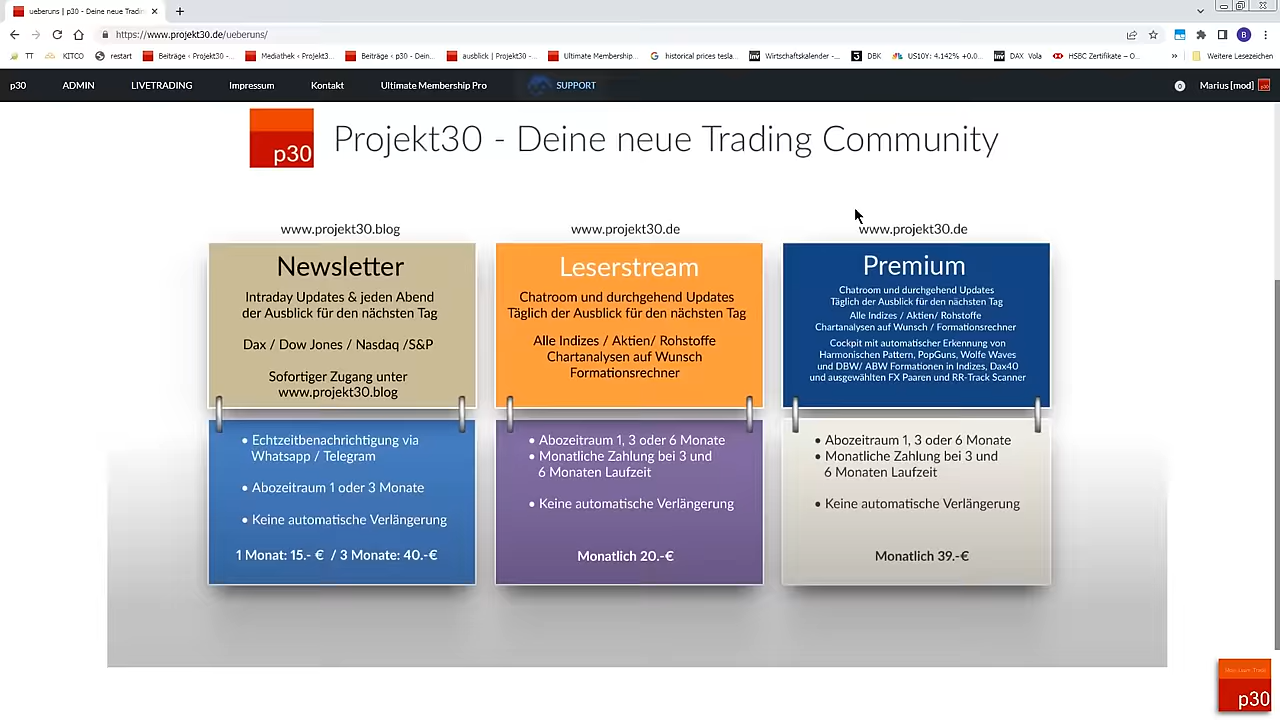 ueberuns | p30 - Deine neue Tradin
https://www.projekt30.de/ueberuns/
TT
KITCO
restart
Beiträge ‹ Projekt30 -...
Mediathek ‹ Projekt3...
Beiträge ‹ p30 - Dein...
ausblick | Projekt30 -...
Ultimate Membership...
historical prices tesla...
Wirtschaftskalender -...
DBK
US10Y: 4.142% +0.0...
DAX Vola
HSBC Zertifikate – O...
Weitere Lesezeichen
p30
ADMIN
LIVETRADING
Impressum
Kontakt
Ultimate Membership Pro
SUPPORT
0
Marius [mod]
p30
Projekt30 - Deine neue Trading Community
www.projekt30.blog
Newsletter
Intraday Updates & jeden Abend
der Ausblick für den nächsten Tag
Dax / Dow Jones / Nasdaq /S&P
Sofortiger Zugang unter
www.projekt30.blog
• Echtzeitbenachrichtigung via
Whatsapp / Telegram
• Abozeitraum 1 oder 3 Monate
• Keine automatische Verlängerung
1 Monat: 15.- € / 3 Monate: 40.-€
www.projekt30.de
Leserstream
Chatroom und durchgehend Updates
Täglich der Ausblick für den nächsten Tag
Alle Indizes / Aktien/ Rohstoffe
Chartanalysen auf Wunsch
Formationsrechner
• Abozeitraum 1, 3 oder 6 Monate
• Monatliche Zahlung bei 3 und
6 Monaten Laufzeit
• Keine automatische Verlängerung
Monatlich 20.-€
www.projekt30.de
Premium
Chatroom und durchgehend Updates
Täglich der Ausblick für den nächsten Tag
Alle Indizes / Aktien / Rohstoffe
Chartanalysen auf Wunsch / Formationsrechner
Cockpit mit automatischer Erkennung von
Harmonischen Pattern, PopGuns, Wolfe Waves
und DBW/ ABW Formationen in Indizes, Dax40
und ausgewählten FX Paaren und RR-Track Scanner
• Abozeitraum 1, 3 oder 6 Monate
• Monatliche Zahlung bei 3 und
6 Monaten Laufzeit
• Keine automatische Verlängerung
Monatlich 39.-€
p30